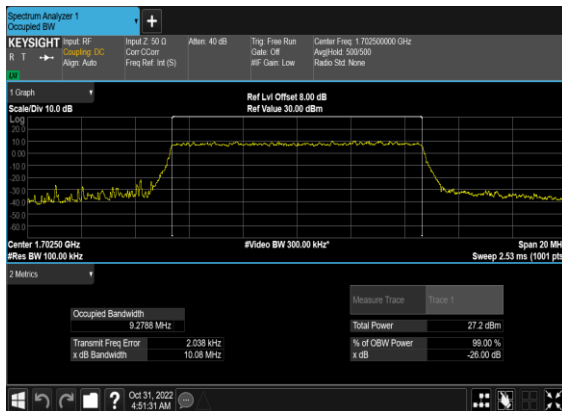 Spectrum Analyzer 1
Occupied BW
+
KEYSIGHT
R T
Input: RF
Coupling: DC
Align: Auto
Input Z: 50 Ω
Corr CCorr
Freq Ref: Int (S)
Atten: 40 dB
Trig: Free Run
Gate: Off
#IF Gain: Low
Center Freq: 1.702500000 GHz
Avg|Hold: 500/500
Radio Std: None
1 Graph
Scale/Div 10.0 dB
Ref Lvl Offset 8.00 dB
Ref Value 30.00 dBm
Log
20.0
10.0
0.00
-10.0
-20.0
-30.0
-40.0
-50.0
-60.0
Center 1.70250 GHz
#Res BW 100.00 kHz
#Video BW 300.00 kHz*
Span 20 MH
Sweep 2.53 ms (1001 pts
2 Metrics
Measure Trace Trace 1
Occupied Bandwidth
9.2788 MHz
Total Power 27.2 dBm
Transmit Freq Error 2.038 kHz
% of OBW Power 99.00 %
x dB Bandwidth 10.08 MHz
x dB -26.00 dB
?
Oct 31, 2022
4:51:31 AM